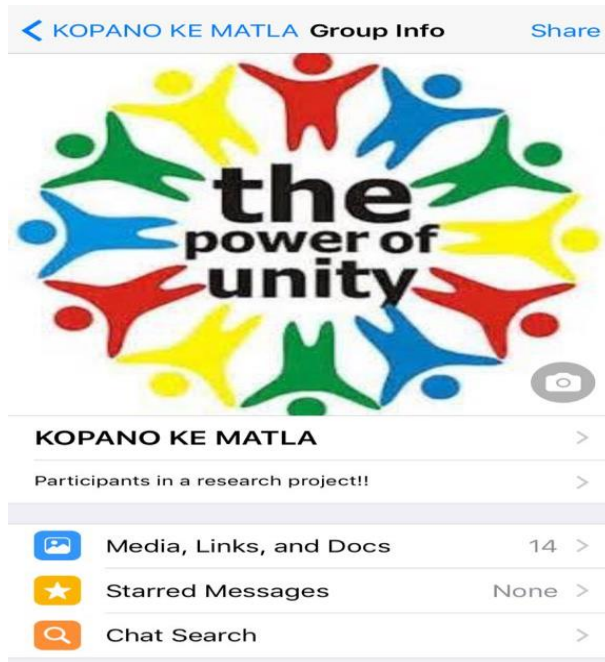 KOPANO KE MATLA Group Info Share
the
power of
unity
KOPANO KE MATLA
Participants in a research project!!
Media, Links, and Docs 14
Starred Messages None
Chat Search